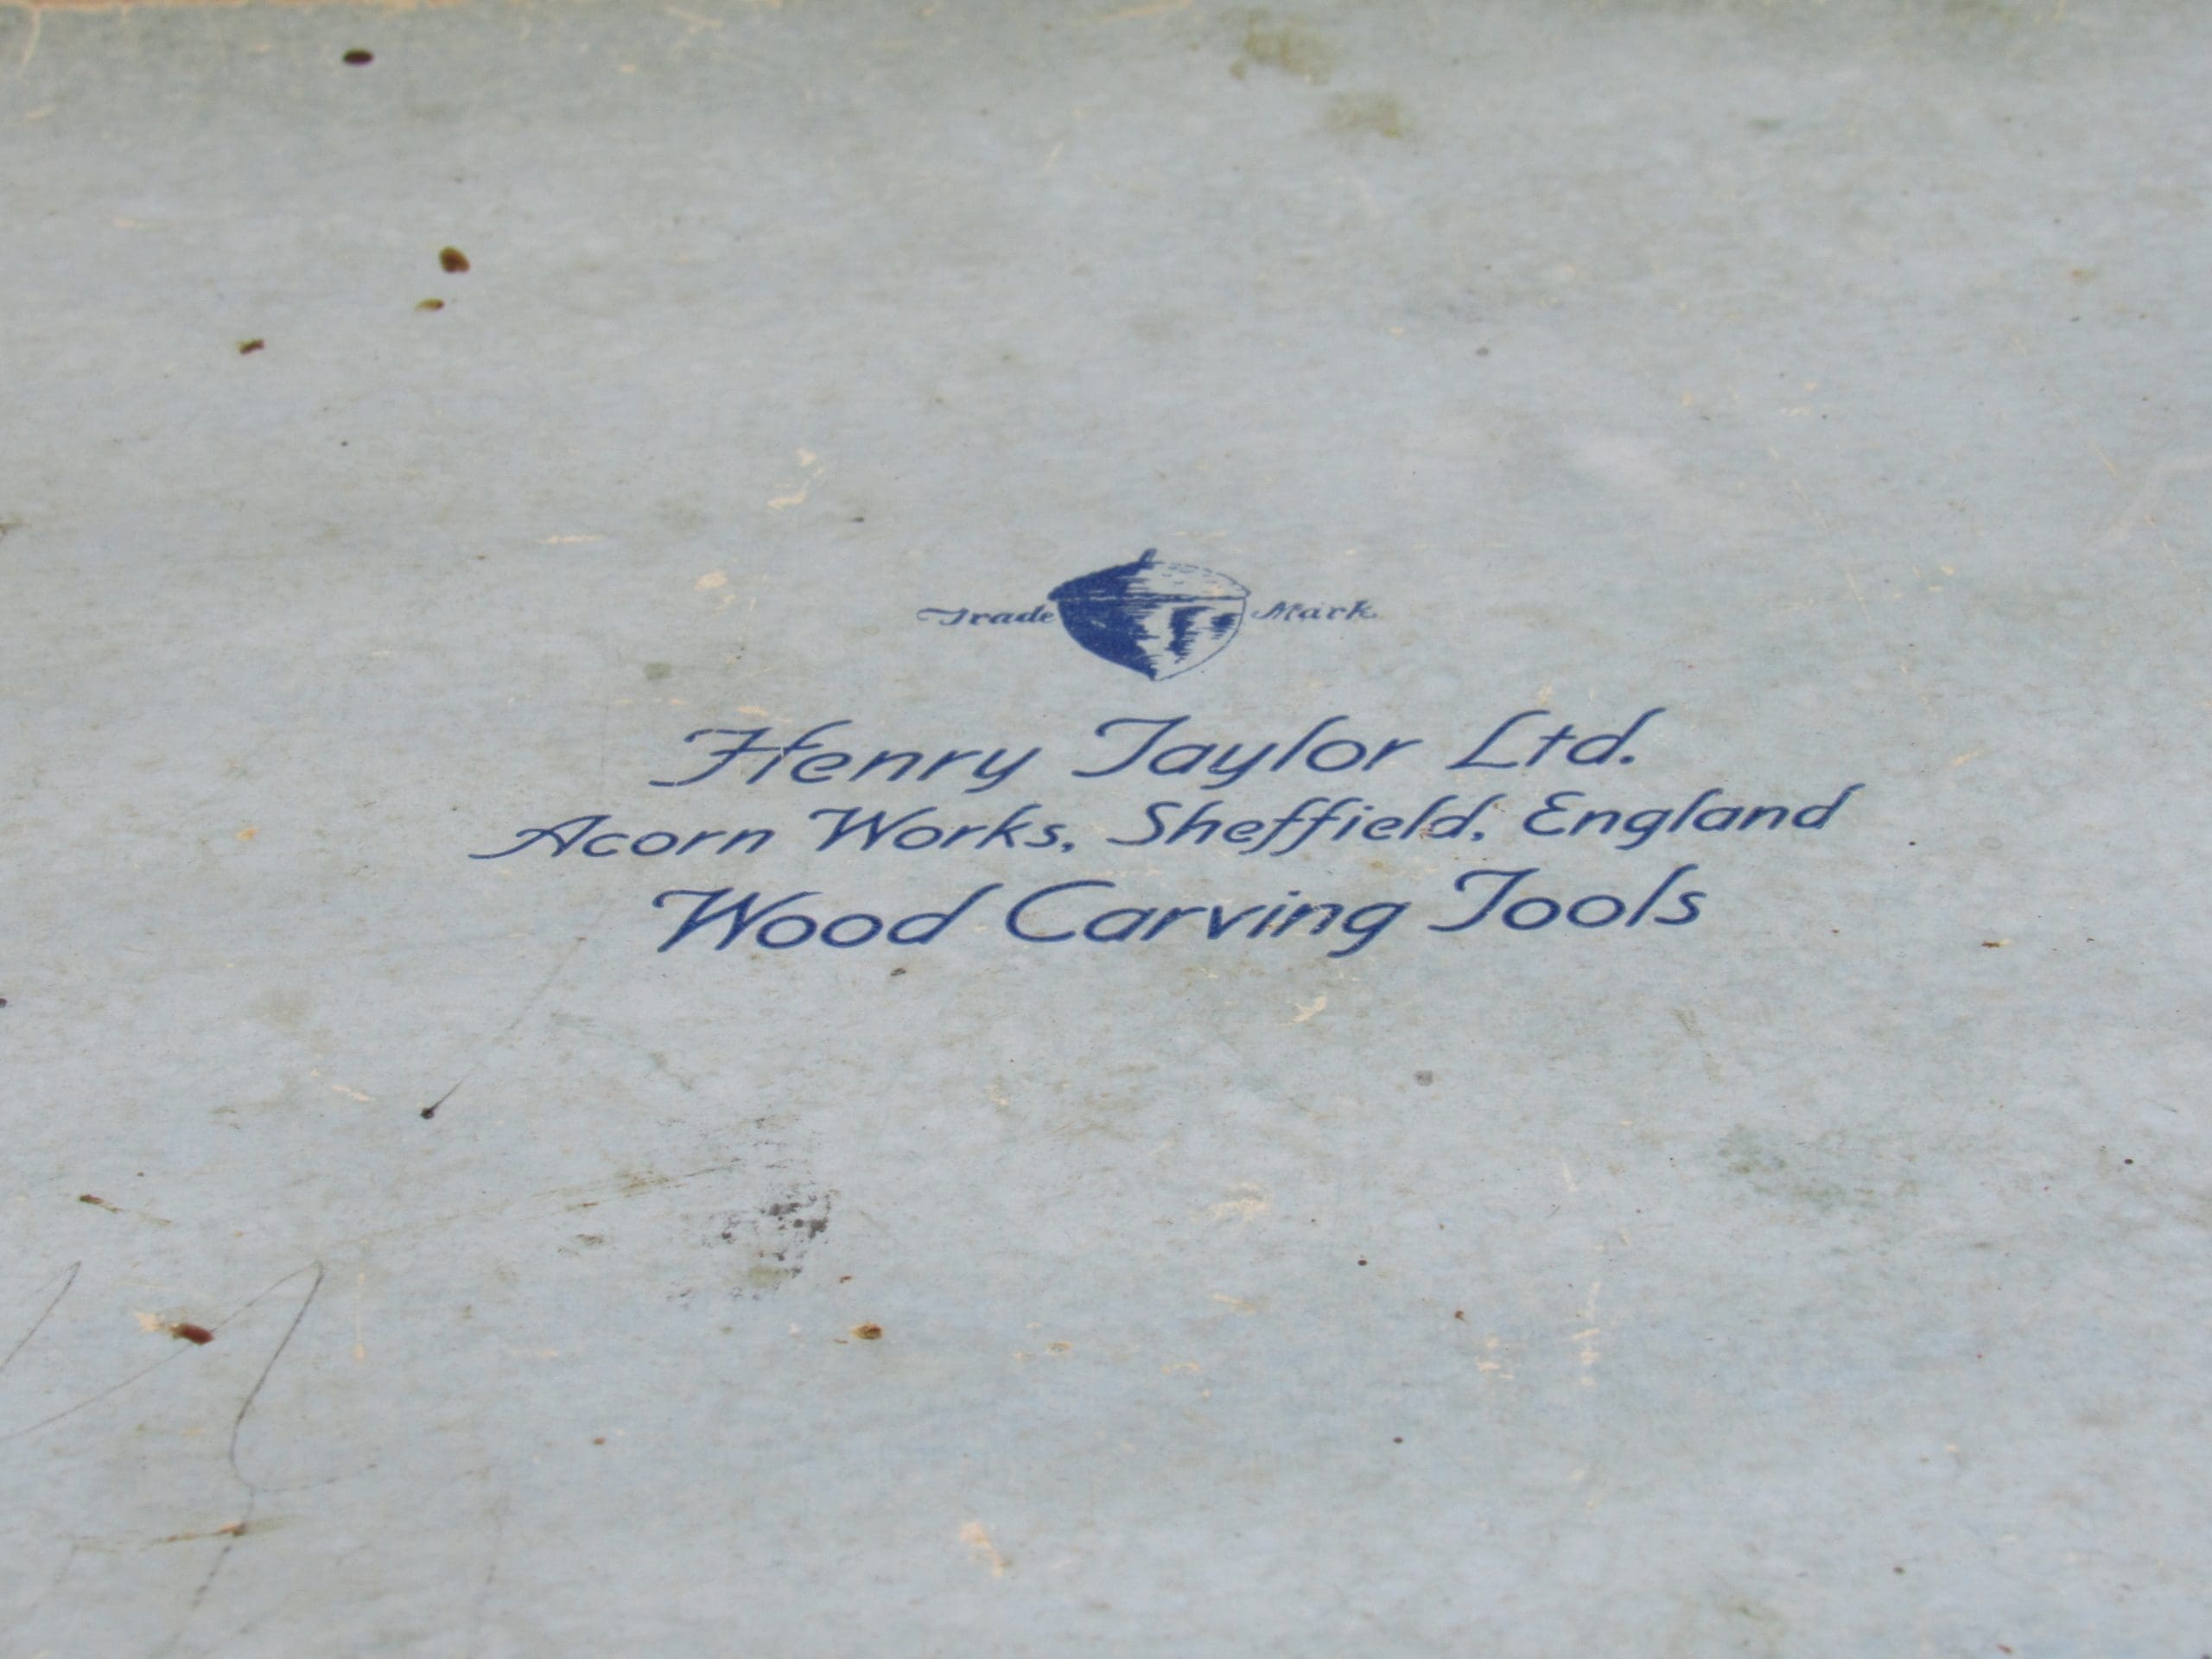 Trade Mark
Henry Taylor Ltd.
Acorn Works, Sheffield, England
Wood Carving Tools